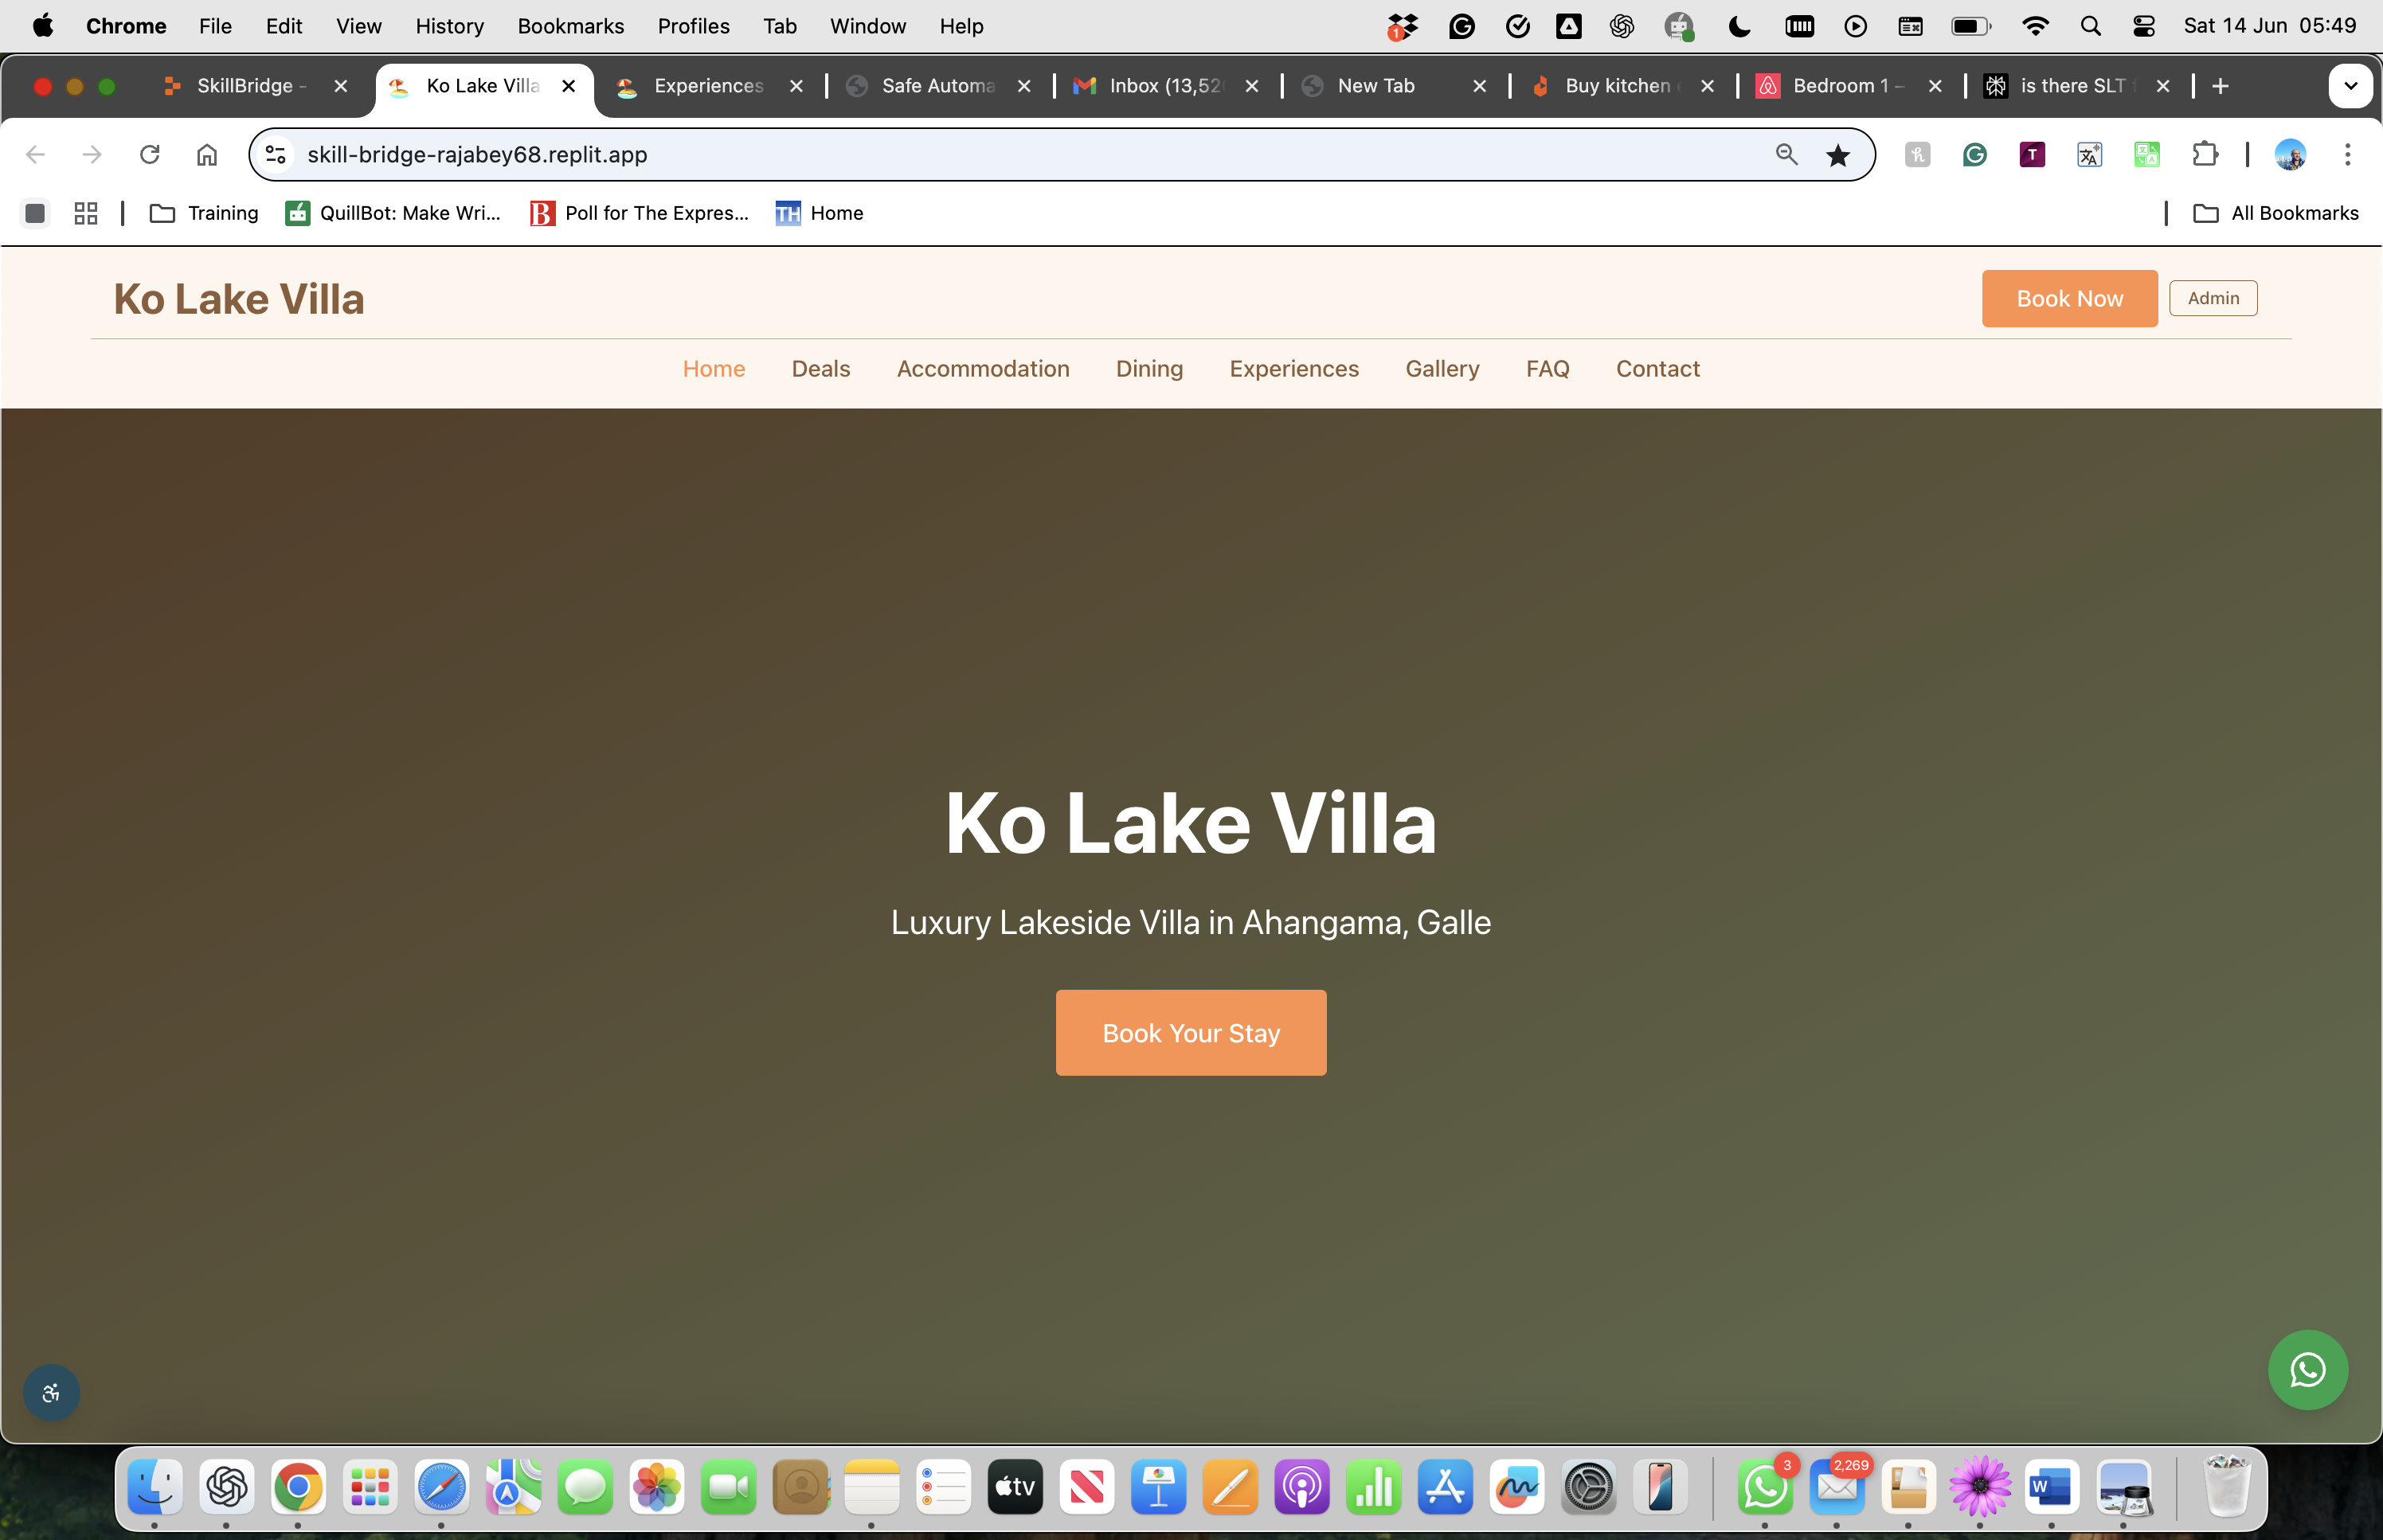 Chrome File Edit View History Bookmarks Profiles Tab Window Help 1 Sat 14 Jun 05:49
SkillBridge - Ko Lake Villa Experiences Safe Automa Inbox (13,52 New Tab Buy kitchen Bedroom 1 – is there SLT
skill-bridge-rajabey68.replit.app
Training QuillBot: Make Wri... B Poll for The Expres... TH Home All Bookmarks
Ko Lake Villa
Book Now Admin
Home Deals Accommodation Dining Experiences Gallery FAQ Contact
Ko Lake Villa
Luxury Lakeside Villa in Ahangama, Galle
Book Your Stay
tv 3 2,269 W